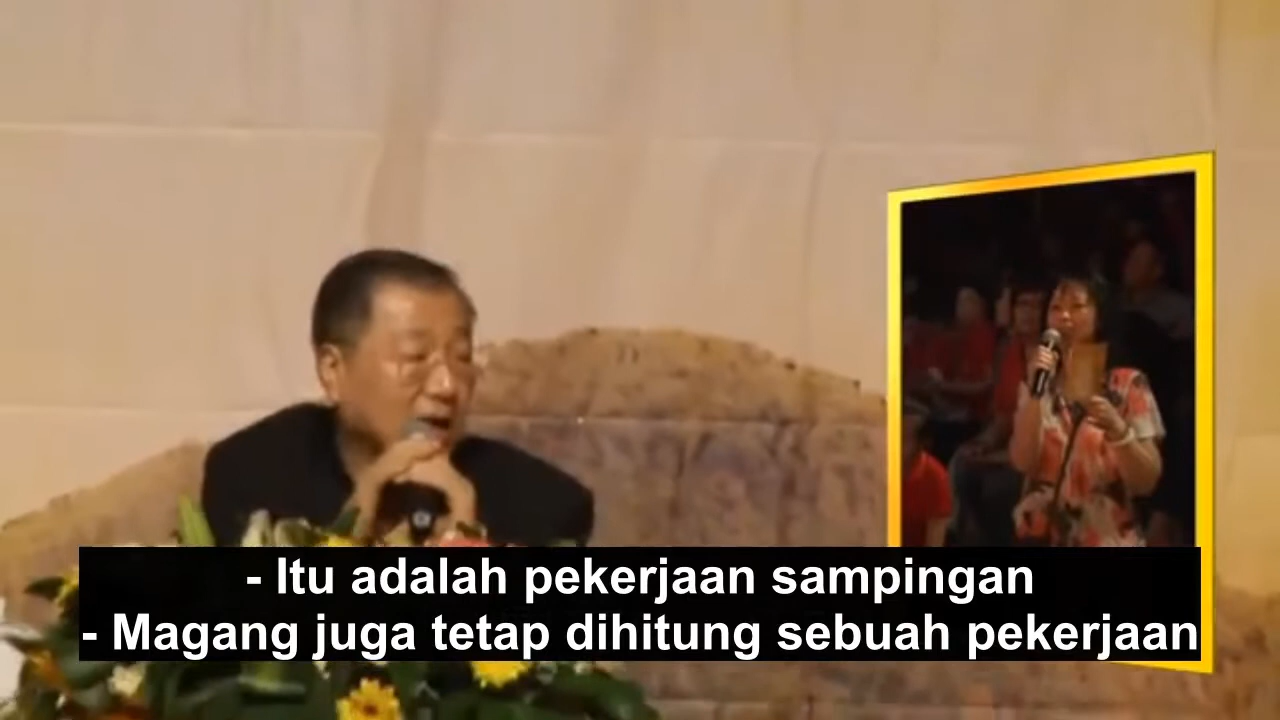 - Itu adalah pekerjaan sampingan
- Magang juga tetap dihitung sebuah pekerjaan